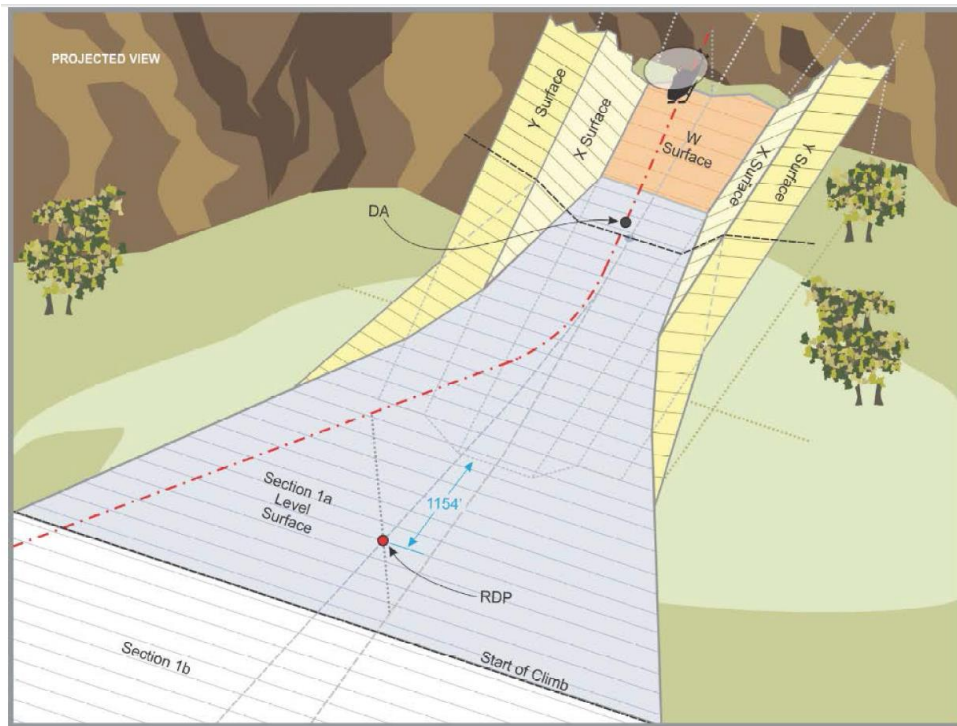 PROJECTED VIEW
Y Surface
X Surface
W
Surface
X Surface
Y Surface
DA
Section 1a
Level
Surface
1154'
RDP
Section 1b
Start of Climb